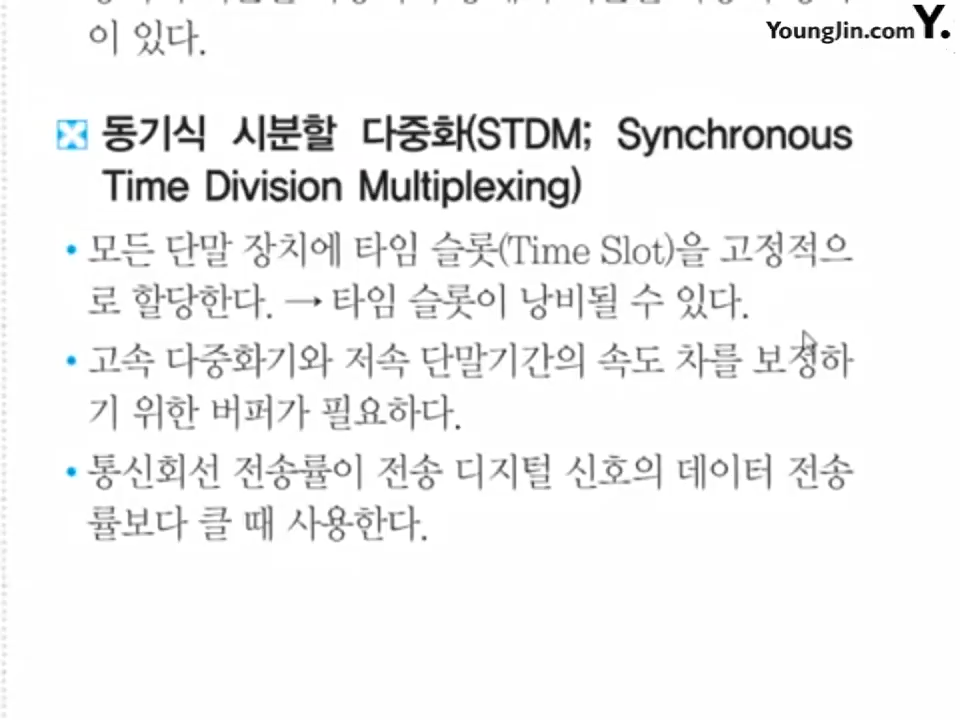 이 있다.
YoungJin.com Y.
동기식 시분할 다중화(STDM; Synchronous
Time Division Multiplexing)
• 모든 단말 장치에 타임 슬롯(Time Slot)을 고정적으
로 할당한다. → 타임 슬롯이 낭비될 수 있다.
• 고속 다중화기와 저속 단말기간의 속도 차를 보정하
기 위한 버퍼가 필요하다.
• 통신회선 전송률이 전송 디지털 신호의 데이터 전송
률보다 클 때 사용한다.